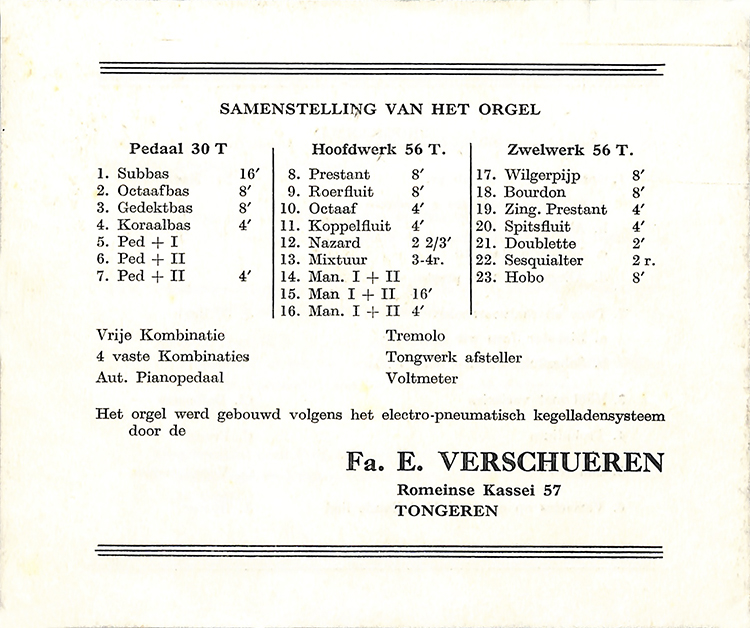 SAMENSTELLING VAN HET ORGEL
Pedaal 30 T
1. Subbas 16′
2. Octaafbas 8′
3. Gedektbas 8′
4. Koraalbas 4′
5. Ped + I
6. Ped + II
7. Ped + II 4′
Hoofdwerk 56 T.
8. Prestant 8′
9. Roerfluit 8′
10. Octaaf 4′
11. Koppelfluit 4′
12. Nazard 2 2/3′
13. Mixtuur 3-4r.
14. Man. I + II
15. Man I + II 16′
16. Man. I + II 4′
Zwelwerk 56 T.
17. Wilgerpijp 8′
18. Bourdon 8′
19. Zing. Prestant 4′
20. Spitsfluit 4′
21. Doublette 2′
22. Sesquialter 2 r.
23. Hobo 8′
Vrije Kombinatie
4 vaste Kombinaties
Aut. Pianopedaal
Tremolo
Tongwerk afsteller
Voltmeter
Het orgel werd gebouwd volgens het electro-pneumatisch kegelladensysteem
door de
Fa. E. VERSCHUEREN
Romeinse Kassei 57
TONGEREN